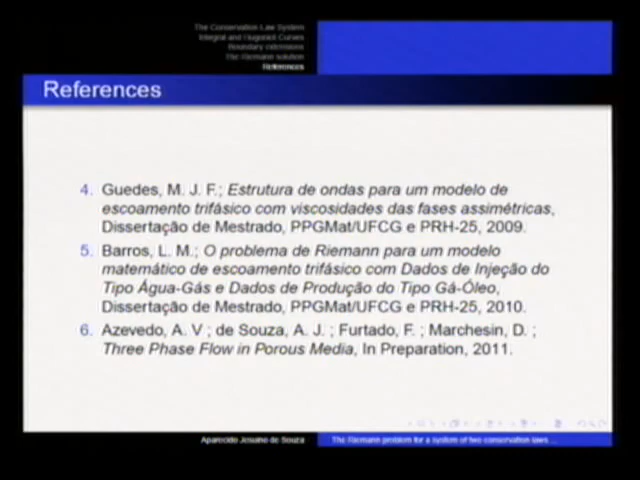 The Conservation Law System
Integral and Hugoniot Curves
Boundary extensions
The Riemann solution
References
References
4. Guedes, M. J. F.; Estrutura de ondas para um modelo de
escoamento trifásico com viscosidades das fases assimétricas,
Dissertação de Mestrado, PPGMat/UFCG e PRH-25, 2009.
5. Barros, L. M.; O problema de Riemann para um modelo
matemático de escoamento trifásico com Dados de Injeção do
Tipo Água-Gás e Dados de Produção do Tipo Gá-Óleo,
Dissertação de Mestrado, PPGMat/UFCG e PRH-25, 2010.
6. Azevedo, A. V ; de Souza, A. J. ; Furtado, F. ; Marchesin, D. ;
Three Phase Flow in Porous Media, In Preparation, 2011.
Aparecido Jesuino de Souza
The Riemann problem for a system of two conservation laws ...